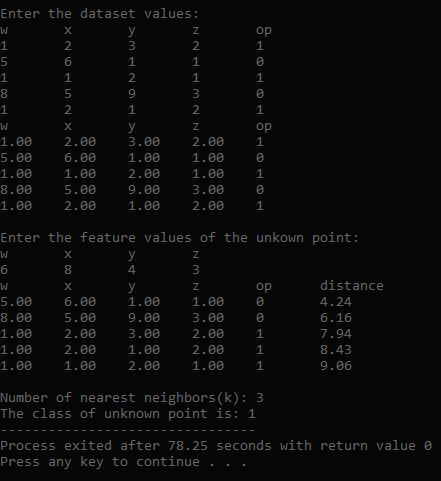 Enter the dataset values:
w x y z op
1 2 3 2 1
5 6 1 1 0
1 1 2 1 1
8 5 9 3 0
1 2 1 2 1
w x y z op
1.00 2.00 3.00 2.00 1
5.00 6.00 1.00 1.00 0
1.00 1.00 2.00 1.00 1
8.00 5.00 9.00 3.00 0
1.00 2.00 1.00 2.00 1
Enter the feature values of the unkown point:
w x y z
6 8 4 3
w x y z op distance
5.00 6.00 1.00 1.00 0 4.24
8.00 5.00 9.00 3.00 0 6.16
1.00 2.00 3.00 2.00 1 7.94
1.00 2.00 1.00 2.00 1 8.43
1.00 1.00 2.00 1.00 1 9.06
Number of nearest neighbors(k): 3
The class of unknown point is: 1
--------------------------------
Process exited after 78.25 seconds with return value 0
Press any key to continue . . .